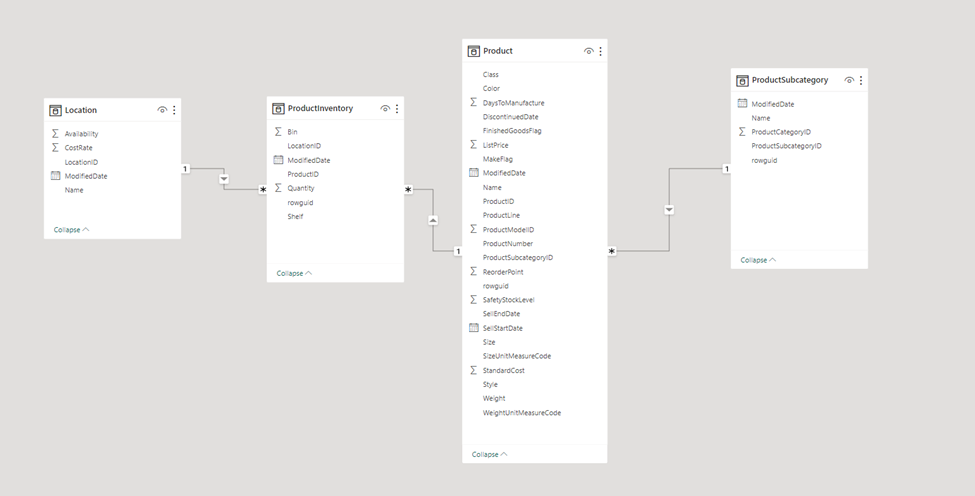 Location
Availability
CostRate
LocationID
ModifiedDate
Name
Collapse
1
*
ProductInventory
Bin
LocationID
ModifiedDate
ProductID
Quantity
rowguid
Shelf
Collapse
*
1
Product
Class
Color
DaysToManufacture
DiscontinuedDate
FinishedGoodsFlag
ListPrice
MakeFlag
ModifiedDate
Name
ProductID
ProductLine
ProductModelID
ProductNumber
ProductSubcategoryID
ReorderPoint
rowguid
SafetyStockLevel
SellEndDate
SellStartDate
Size
SizeUnitMeasureCode
StandardCost
Style
Weight
WeightUnitMeasureCode
Collapse
*
1
ProductSubcategory
ModifiedDate
Name
ProductCategoryID
ProductSubcategoryID
rowguid
Collapse